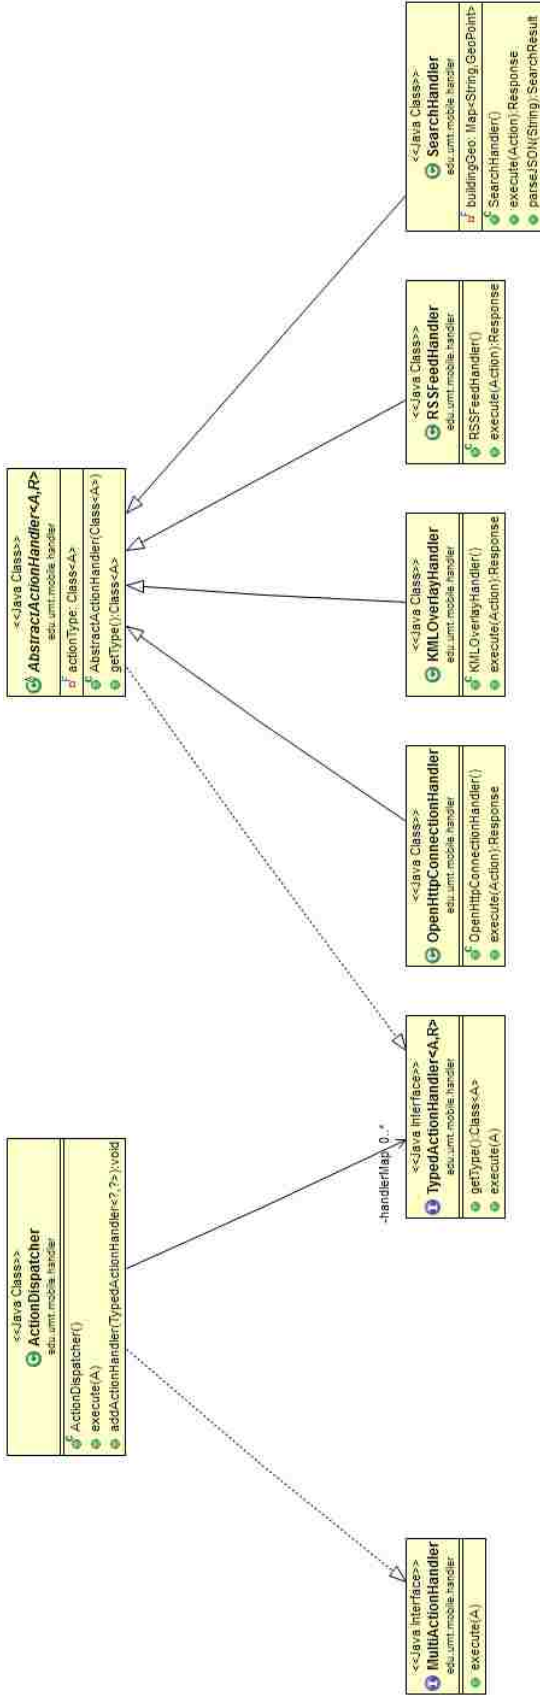 <<Java Class>>
ActionDispatcher
edu.umt.mobile.handler
ActionDispatcher()
execute(A)
addActionHandler(TypedActionHandler<?,?>):void
<<Java Class>>
AbstractActionHandler<A,R>
edu.umt.mobile.handler
actionType: Class<A>
AbstractActionHandler(Class<A>)
getType():Class<A>
-handlerMap 0..*
<<Java Interface>>
MultiActionHandler
edu.umt.mobile.handler
execute(A)
<<Java Interface>>
TypedActionHandler<A,R>
edu.umt.mobile.handler
getType():Class<A>
execute(A)
<<Java Class>>
OpenHttpConnectionHandler
edu.umt.mobile.handler
OpenHttpConnectionHandler()
execute(Action):Response
<<Java Class>>
KMLOverlayHandler
edu.umt.mobile.handler
KMLOverlayHandler()
execute(Action):Response
<<Java Class>>
RSSFeedHandler
edu.umt.mobile.handler
RSSFeedHandler()
execute(Action):Response
<<Java Class>>
SearchHandler
edu.umt.mobile.handler
buildingGeo: Map<String,GeoPoint>
SearchHandler()
execute(Action):Response
parseJSON(String):SearchResult